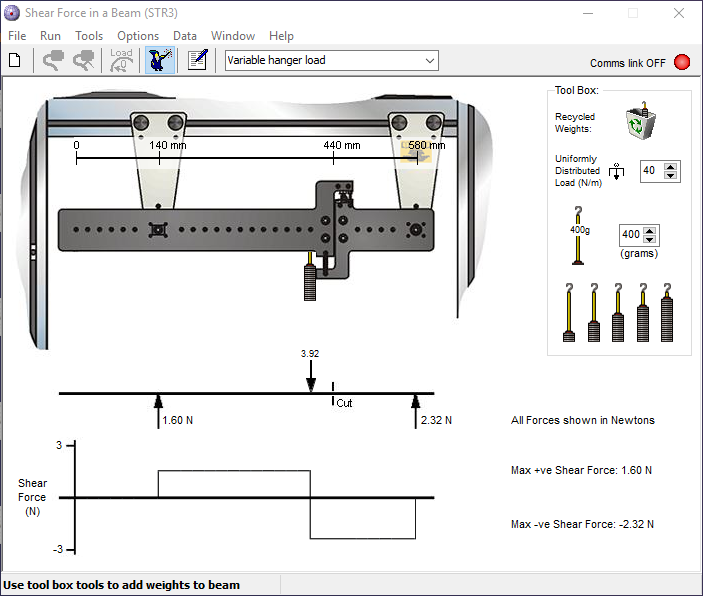 Shear Force in a Beam (STR3)
File Run Tools Options Data Window Help
Load
Variable hanger load
Comms link OFF
Tool Box:
Recycled
Weights:
Uniformly
Distributed
Load (N/m)
40
400g
400
(grams)
0 140 mm 440 mm 580 mm
3.92
Cut
1.60 N 2.32 N
All Forces shown in Newtons
3
Shear
Force
(N)
-3
Max +ve Shear Force: 1.60 N
Max -ve Shear Force: -2.32 N
Use tool box tools to add weights to beam